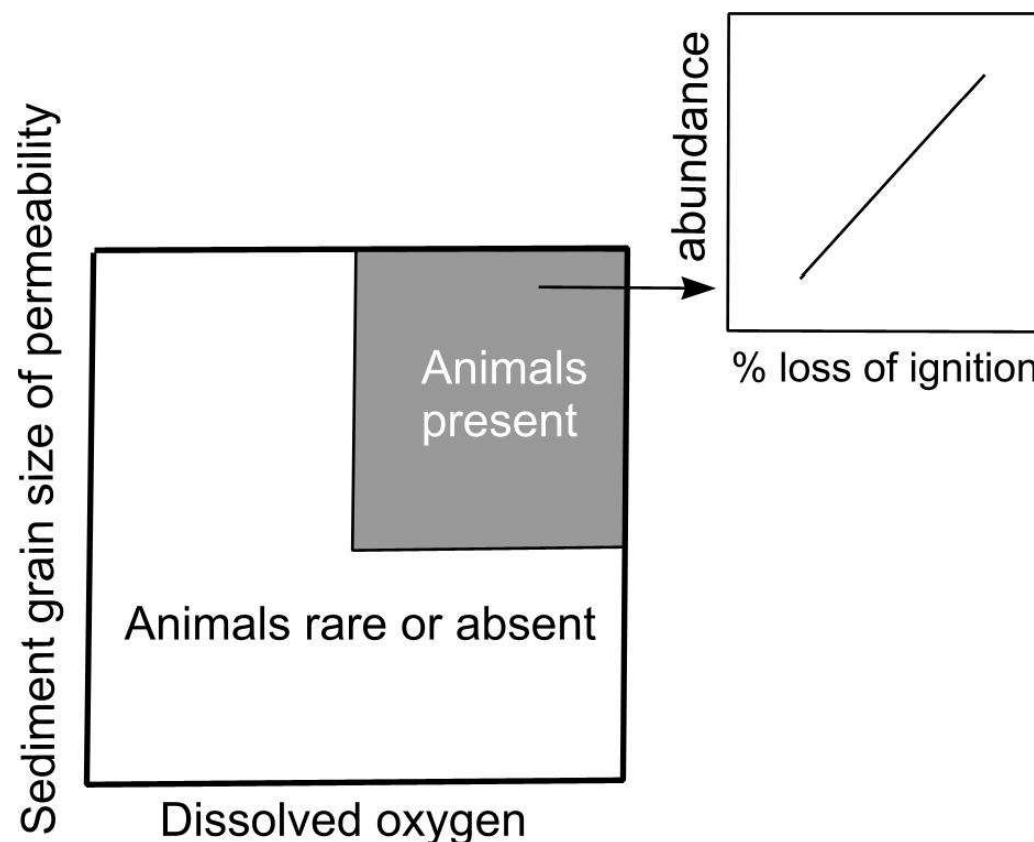 abundance
% loss of ignition
Sediment grain size of permeability
Animals
present
Animals rare or absent
Dissolved oxygen